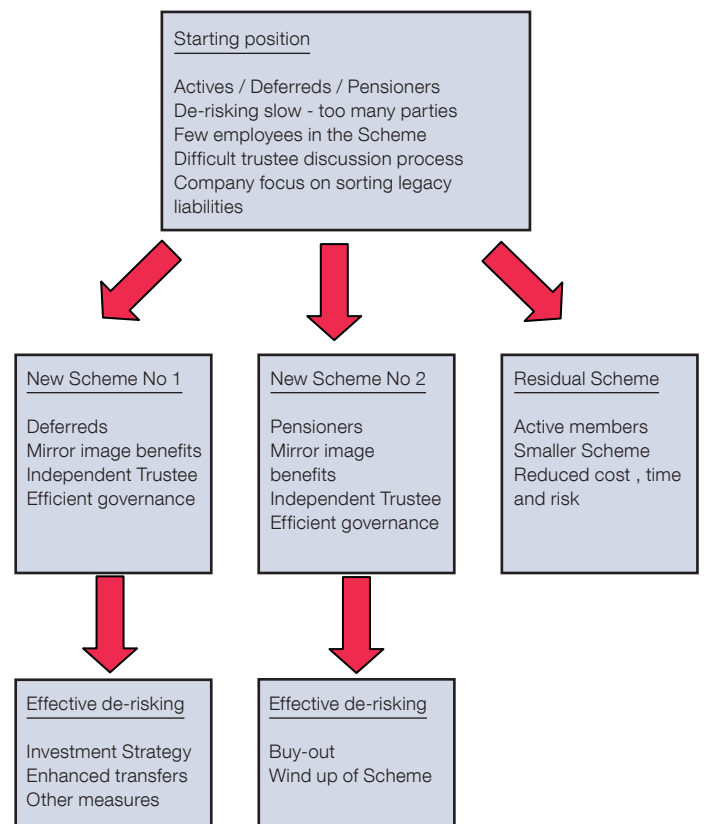 Starting position
Actives / Deferreds / Pensioners
De-risking slow - too many parties
Few employees in the Scheme
Difficult trustee discussion process
Company focus on sorting legacy
liabilities
New Scheme No 1
Deferreds
Mirror image benefits
Independent Trustee
Efficient governance
New Scheme No 2
Pensioners
Mirror image
benefits
Independent Trustee
Efficient governance
Residual Scheme
Active members
Smaller Scheme
Reduced cost , time
and risk
Effective de-risking
Investment Strategy
Enhanced transfers
Other measures
Effective de-risking
Buy-out
Wind up of Scheme